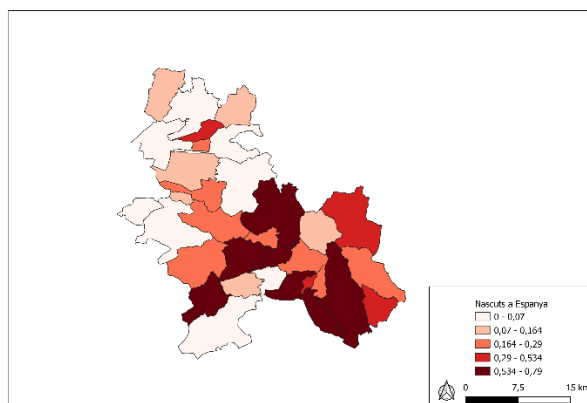 Nascuts a Espanya
0 - 0,07
0,07 - 0,164
0,164 - 0,29
0,29 - 0,534
0,534 - 0,79
0 7,5 15 km